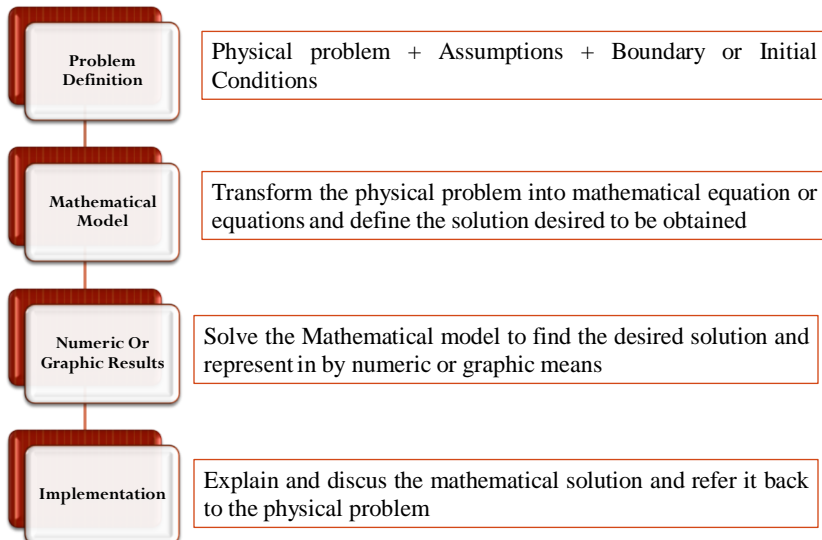 Problem
Definition
Physical problem + Assumptions + Boundary or Initial
Conditions
Mathematical
Model
Transform the physical problem into mathematical equation or
equations and define the solution desired to be obtained
Numeric Or
Graphic Results
Solve the Mathematical model to find the desired solution and
represent in by numeric or graphic means
Implementation
Explain and discus the mathematical solution and refer it back
to the physical problem